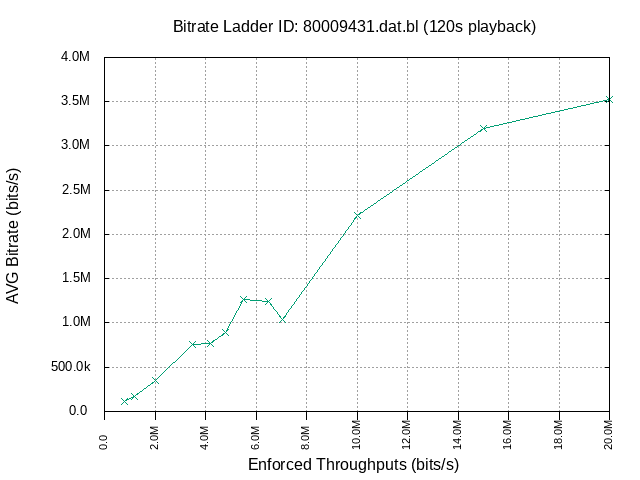 Bitrate Ladder ID: 80009431.dat.bl (120s playback)
4.0M
3.5M
3.0M
2.5M
2.0M
1.5M
1.0M
500.0k
0.0
AVG Bitrate (bits/s)
0.0 2.0M 4.0M 6.0M 8.0M 10.0M 12.0M 14.0M 16.0M 18.0M 20.0M
Enforced Throughputs (bits/s)